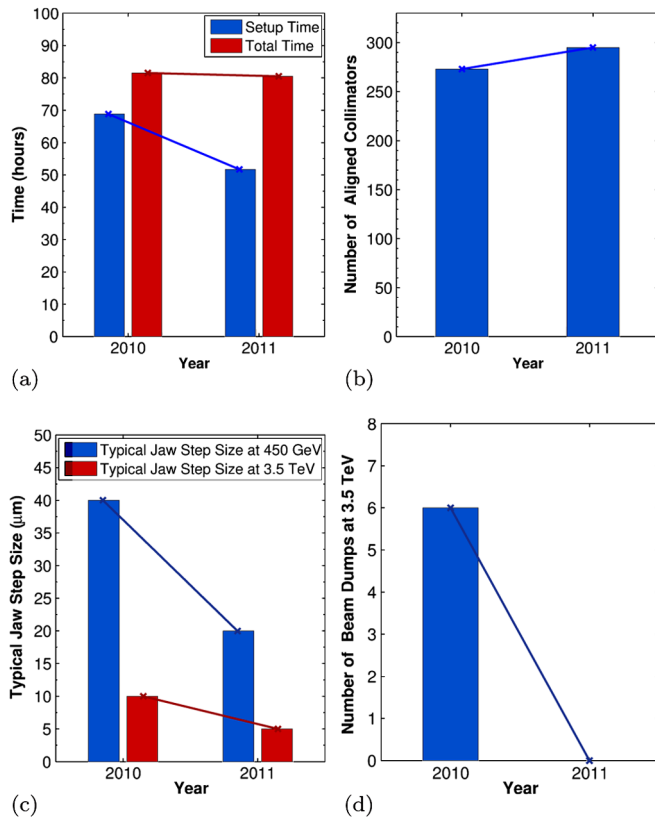 100
90
80
70
60
50
40
30
20
10
0
Time (hours)
Setup Time
Total Time
2010
2011
Year
(a)
300
250
200
150
100
50
0
Number of Aligned Collimators
2010
2011
Year
(b)
50
45
40
35
30
25
20
15
10
5
0
Typical Jaw Step Size (μm)
Typical Jaw Step Size at 450 GeV
Typical Jaw Step Size at 3.5 TeV
2010
2011
Year
(c)
8
7
6
5
4
3
2
1
0
Number of Beam Dumps at 3.5 TeV
2010
2011
Year
(d)